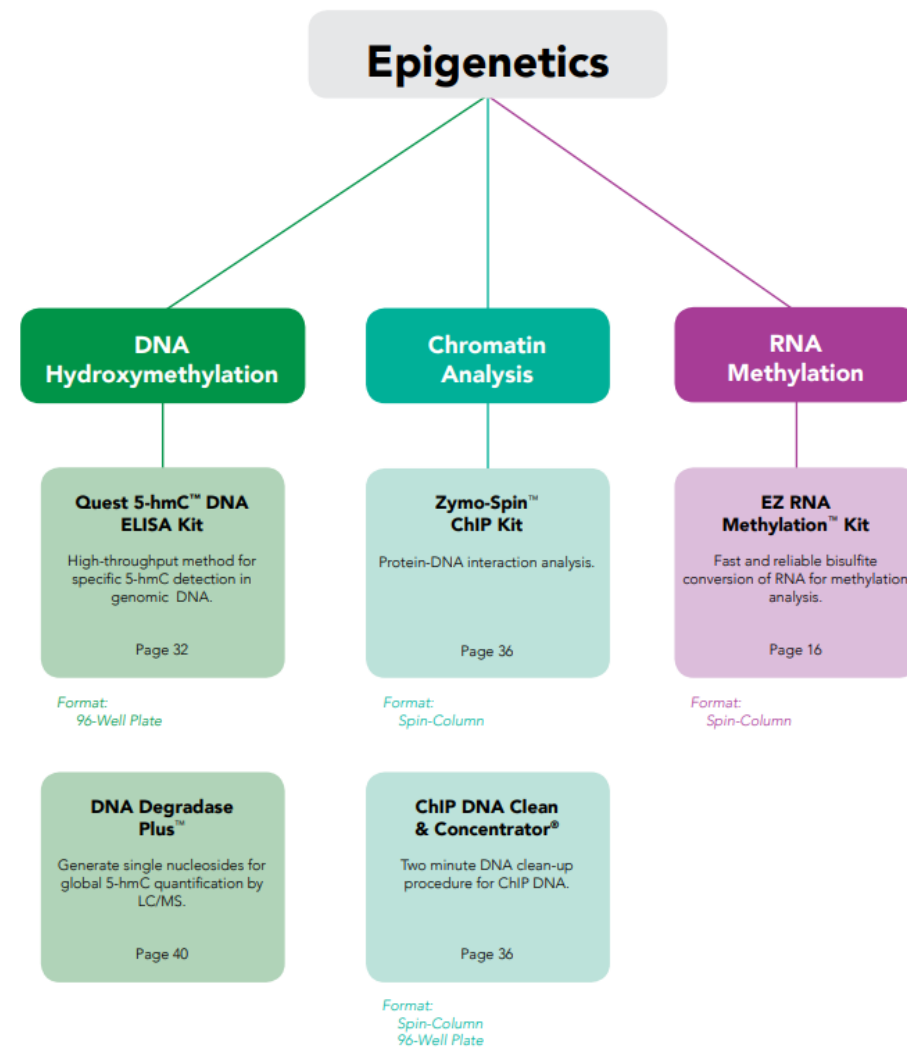 Epigenetics
DNA
Hydroxymethylation
Chromatin
Analysis
RNA
Methylation
Quest 5-hmC™ DNA
ELISA Kit
High-throughput method for
specific 5-hmC detection in
genomic DNA.
Page 32
Format:
96-Well Plate
Zymo-Spin™
ChIP Kit
Protein-DNA interaction analysis.
Page 36
Format:
Spin-Column
EZ RNA
Methylation™ Kit
Fast and reliable bisulfite
conversion of RNA for methylation
analysis.
Page 16
Format:
Spin-Column
DNA Degradase
Plus™
Generate single nucleosides for
global 5-hmC quantification by
LC/MS.
Page 40
ChIP DNA Clean
& Concentrator®
Two minute DNA clean-up
procedure for ChIP DNA.
Page 36
Format:
Spin-Column
96-Well Plate